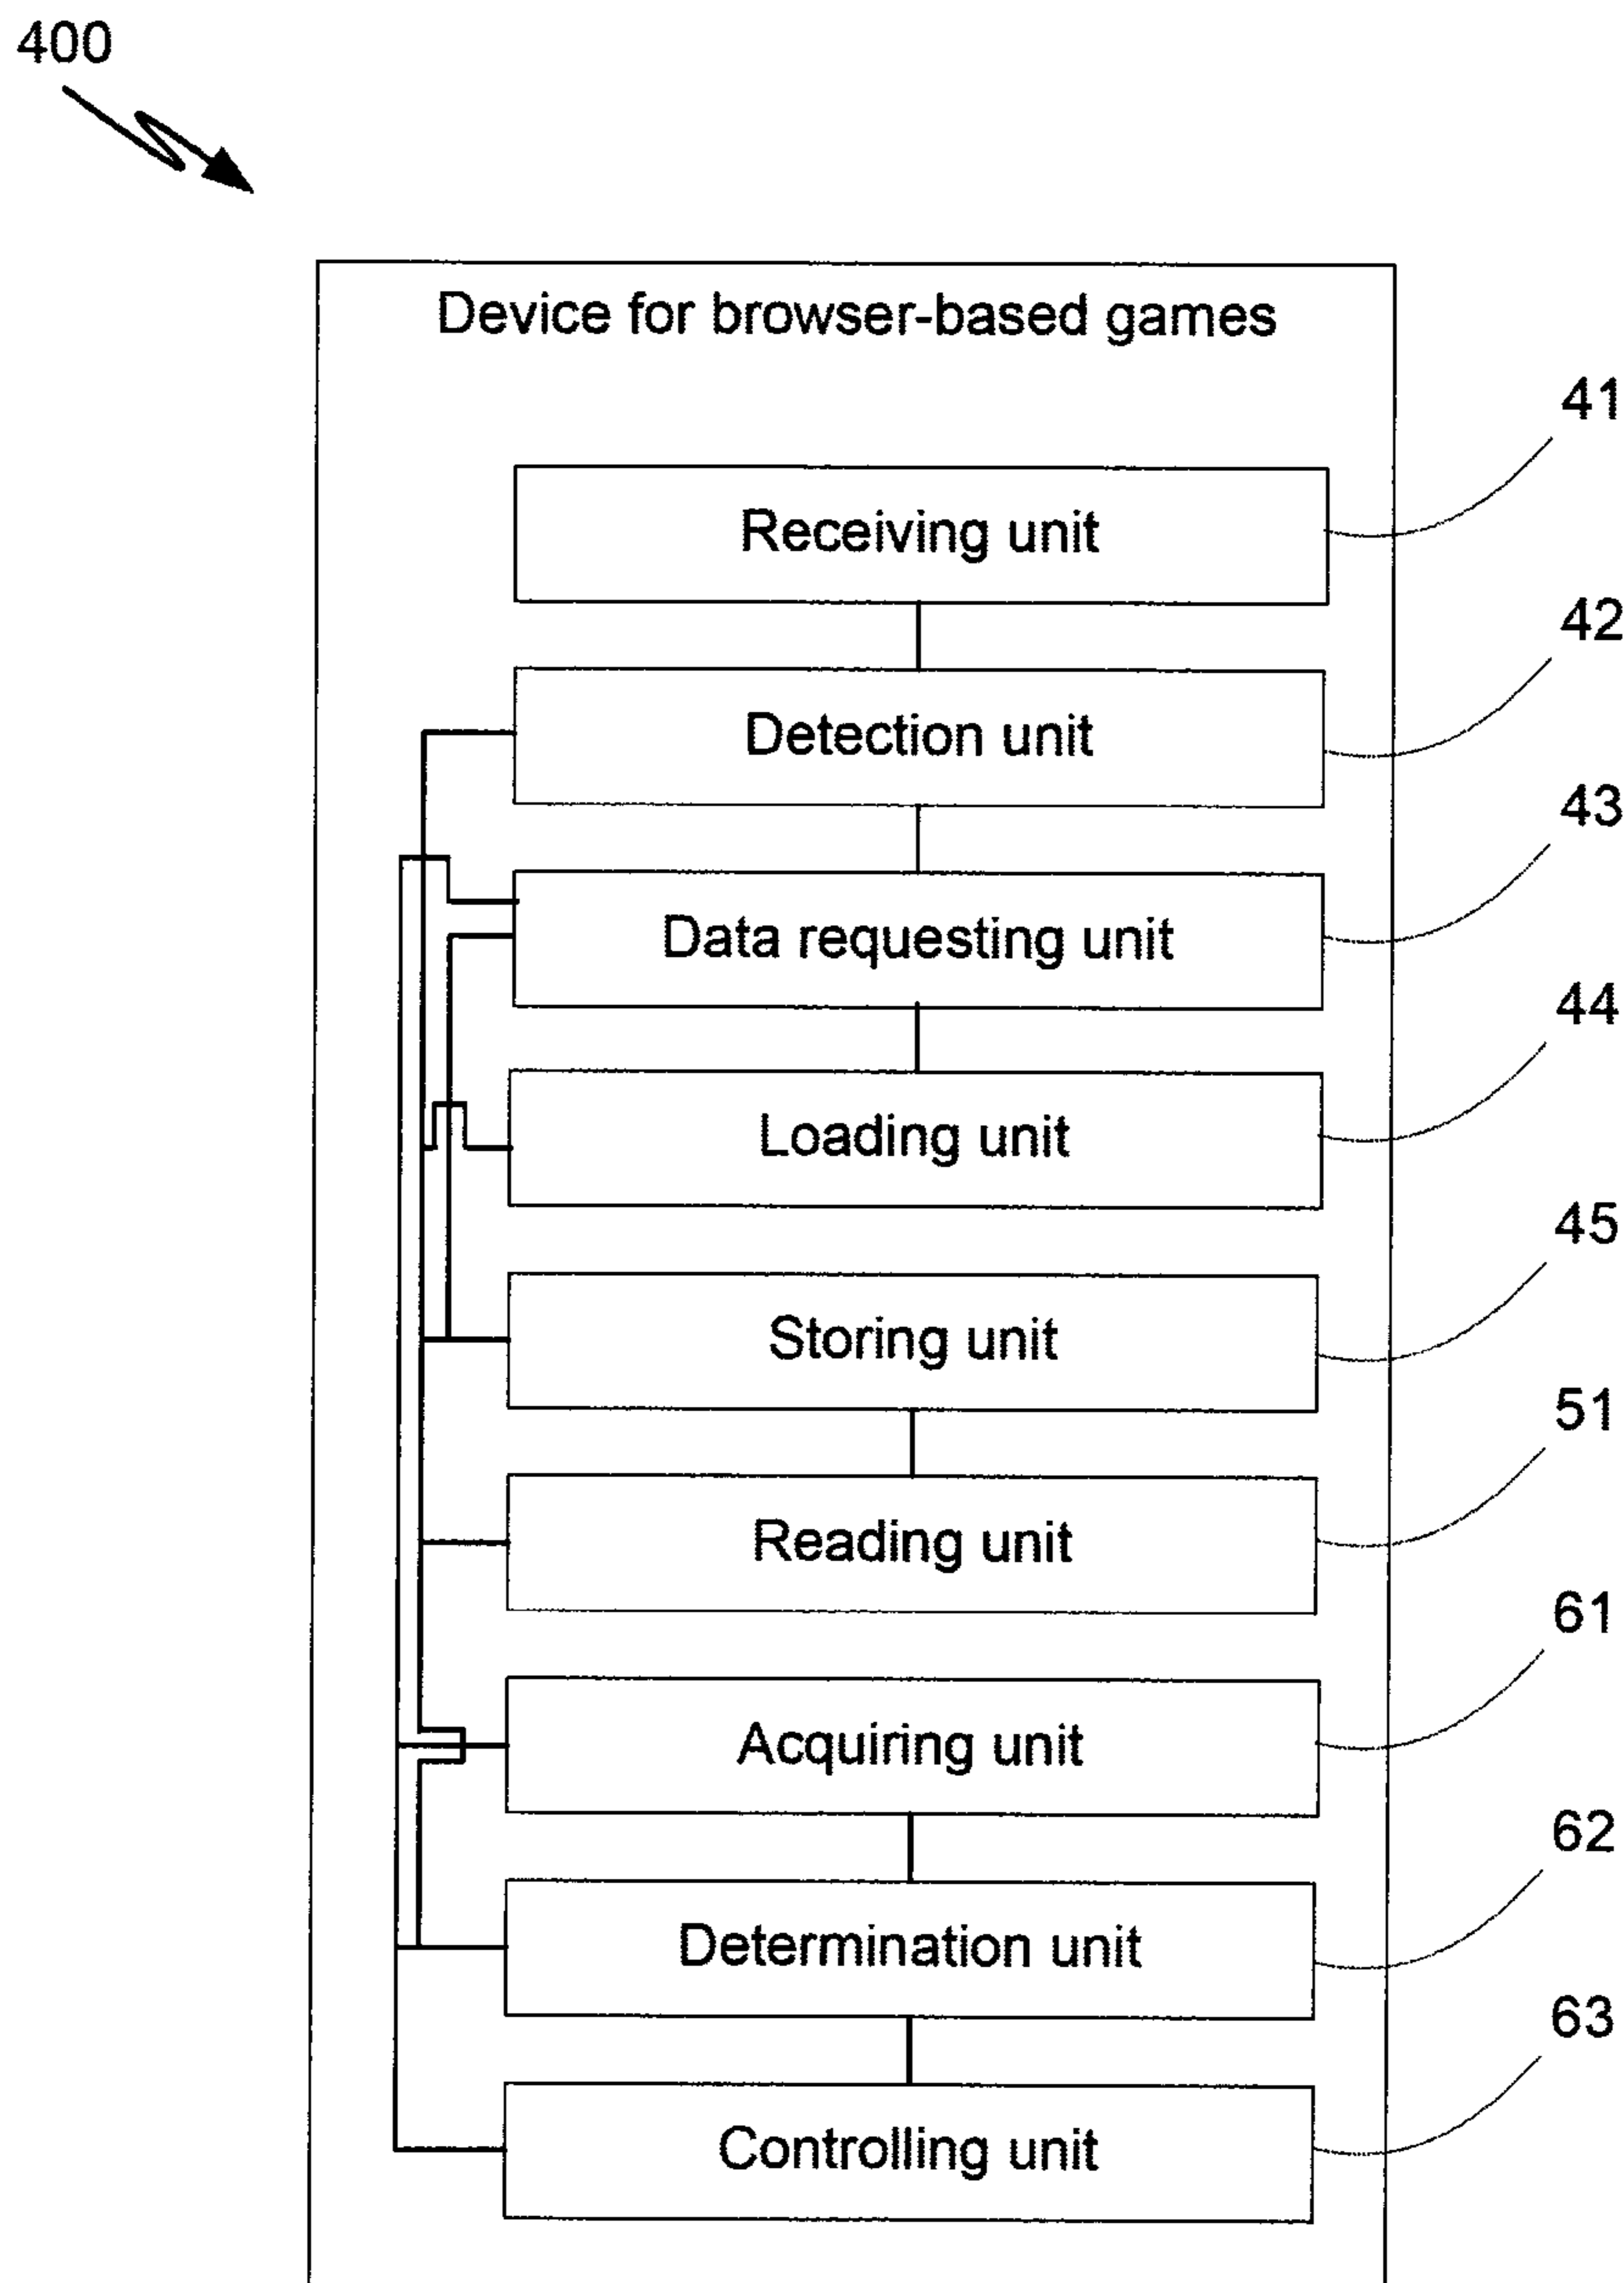 400
Device for browser-based games
41
Receiving unit
42
Detection unit
43
Data requesting unit
44
Loading unit
45
Storing unit
51
Reading unit
61
Acquiring unit
62
Determination unit
63
Controlling unit